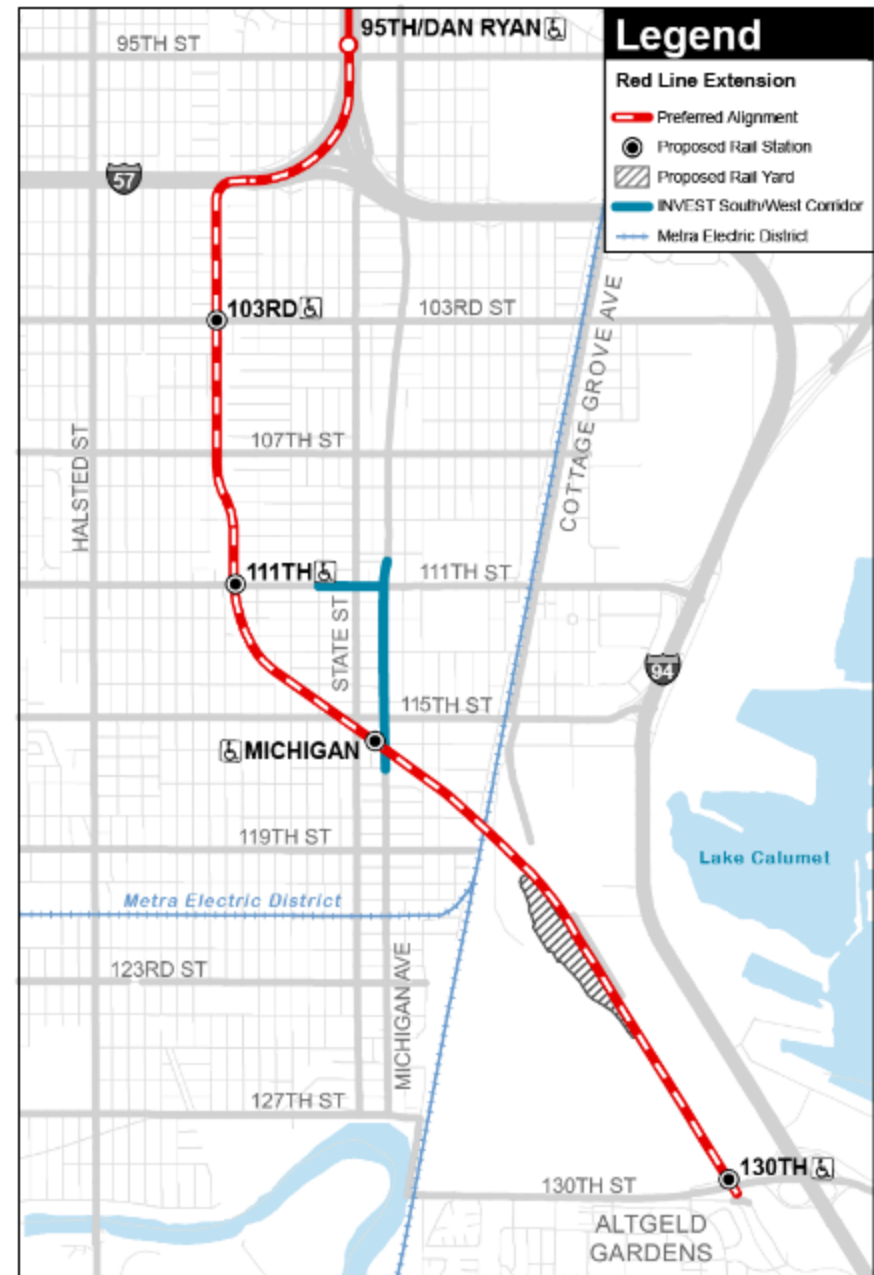 95TH/DAN RYAN
95TH ST
Legend
Red Line Extension
Preferred Alignment
Proposed Rail Station
Proposed Rail Yard
INVEST South/West Corridor
Metra Electric District
57
103RD
103RD ST
COTTAGE GROVE AVE
107TH ST
HALSTED ST
111TH
111TH ST
STATE ST
94
115TH ST
MICHIGAN
119TH ST
Lake Calumet
Metra Electric District
123RD ST
MICHIGAN AVE
127TH ST
130TH
130TH ST
ALTGELD
GARDENS